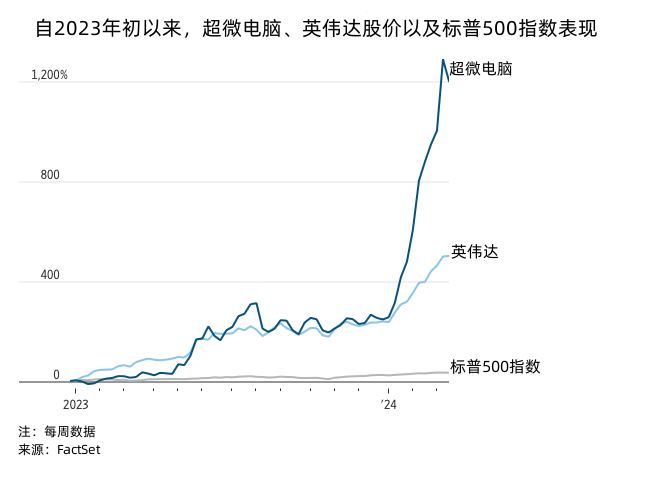 自2023年初以来，超微电脑、英伟达股价以及标普500指数表现
1,200%
超微电脑
800
英伟达
400
标普500指数
0
2023
’24
注：每周数据
来源：FactSet